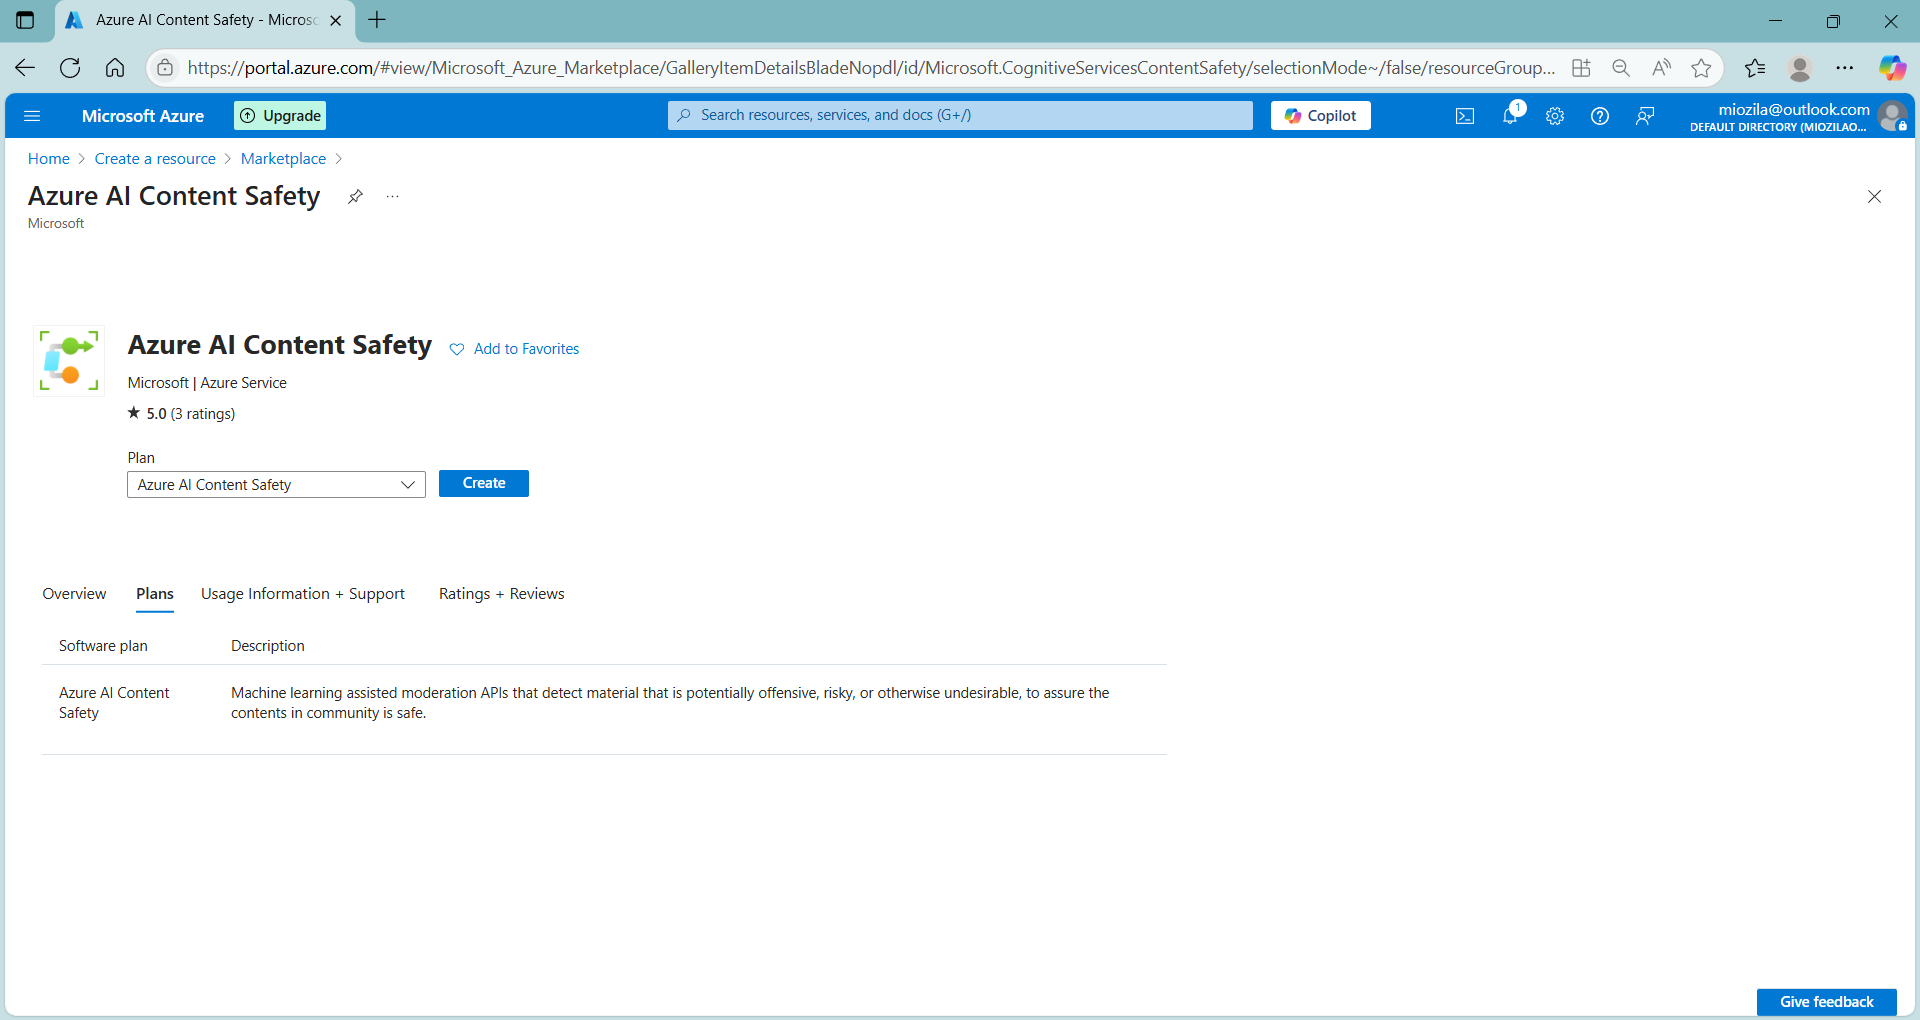 Azure AI Content Safety - Micros
https://portal.azure.com/#view/Microsoft_Azure_Marketplace/GalleryItemDetailsBladeNopdl/id/Microsoft.CognitiveServicesContentSafety/selectionMode~/false/resourceGroup...
Microsoft Azure
Upgrade
Search resources, services, and docs (G+/)
Copilot
1
miozila@outlook.com
DEFAULT DIRECTORY (MIOZILAO...
Home > Create a resource > Marketplace >
Azure AI Content Safety
...
Microsoft
Azure AI Content Safety
Add to Favorites
Microsoft | Azure Service
★ 5.0 (3 ratings)
Plan
Azure AI Content Safety
Create
Overview
Plans
Usage Information + Support
Ratings + Reviews
Software plan
Description
Azure AI Content
Safety
Machine learning assisted moderation APIs that detect material that is potentially offensive, risky, or otherwise undesirable, to assure the
contents in community is safe.
Give feedback